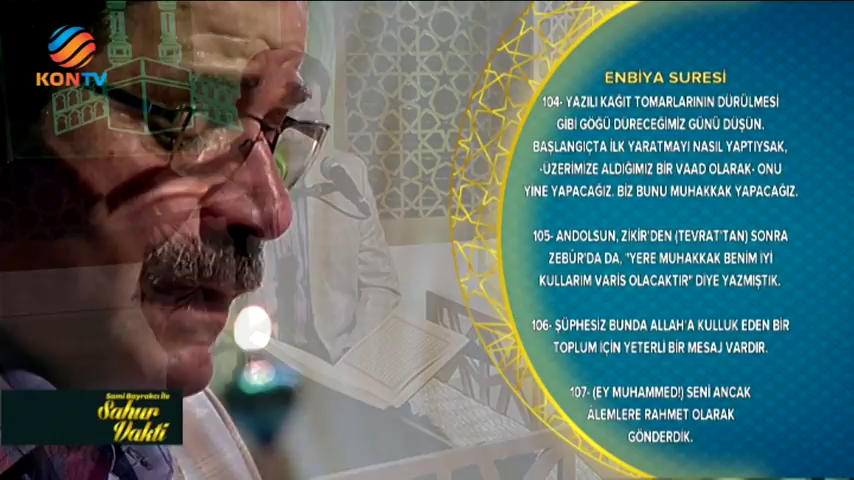 KONTV
ENBİYA SURESİ
104- YAZILI KAĞIT TOMARLARININ DÜRÜLMESİ
GİBİ GÖĞÜ DÜRECEĞİMİZ GÜNÜ DÜŞÜN.
BAŞLANGIÇTA İLK YARATMAYI NASIL YAPTIYSAK,
-ÜZERİMİZE ALDIĞIMIZ BİR VAAD OLARAK- ONU
YİNE YAPACAĞIZ. BİZ BUNU MUHAKKAK YAPACAĞIZ.
105- ANDOLSUN, ZİKİR'DEN (TEVRAT'TAN) SONRA
ZEBÛR'DA DA, "YERE MUHAKKAK BENİM İYİ
KULLARIM VARİS OLACAKTIR" DİYE YAZMIŞTIK.
106- ŞÜPHESİZ BUNDA ALLAH'A KULLUK EDEN BİR
TOPLUM İÇİN YETERLİ BİR MESAJ VARDIR.
107- (EY MUHAMMED!) SENİ ANCAK
ÂLEMLERE RAHMET OLARAK
GÖNDERDİK.
Sami Bayrakcı ile
Sahur
Vakti